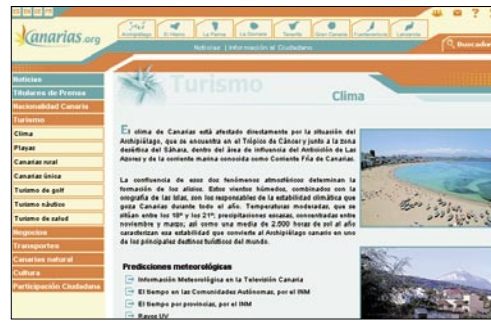 ES EN DE FR
Canarias.org
Archipiélago El Hierro La Palma La Gomera Tenerife Gran Canaria Fuerteventura Lanzarote
Noticias | Información al Ciudadano
Buscador
Noticias
Titulares de Prensa
Nacionalidad Canaria
Turismo
Clima
Playas
Canarias rural
Canarias única
Turismo de golf
Turismo náutico
Turismo de salud
Negocios
Transportes
Canarias natural
Cultura
Participación Ciudadana
Turismo
Clima
El clima de Canarias está afectado directamente por la situación del
Archipiélago, que se encuentra en el Trópico de Cáncer y junto a la zona
desértica del Sáhara, dentro del área de influencia del Anticiclón de Las
Azores y de la corriente marina conocida como Corriente Fría de Canarias.
La confluencia de esos dos fenómenos atmosféricos determinan la
formación de los alisios. Estos vientos húmedos, combinados con la
orografía de las islas, son los responsables de la estabilidad climática que
goza Canarias durante todo el año. Temperaturas moderadas, que se
sitúan entre los 18º y los 21º; precipitaciones escasas, concentradas entre
noviembre y marzo; así como una media de 2.800 horas de sol al año
caracterizan esa estabilidad que convierte al Archipiélago canario en uno
de los principales destinos turísticos del mundo.
Predicciones meteorológicas
Información Meteorológica en la Televisión Canaria
El tiempo en las Comunidades Autónomas, por el INM
El tiempo por provincias, por el INM
Rayos UV